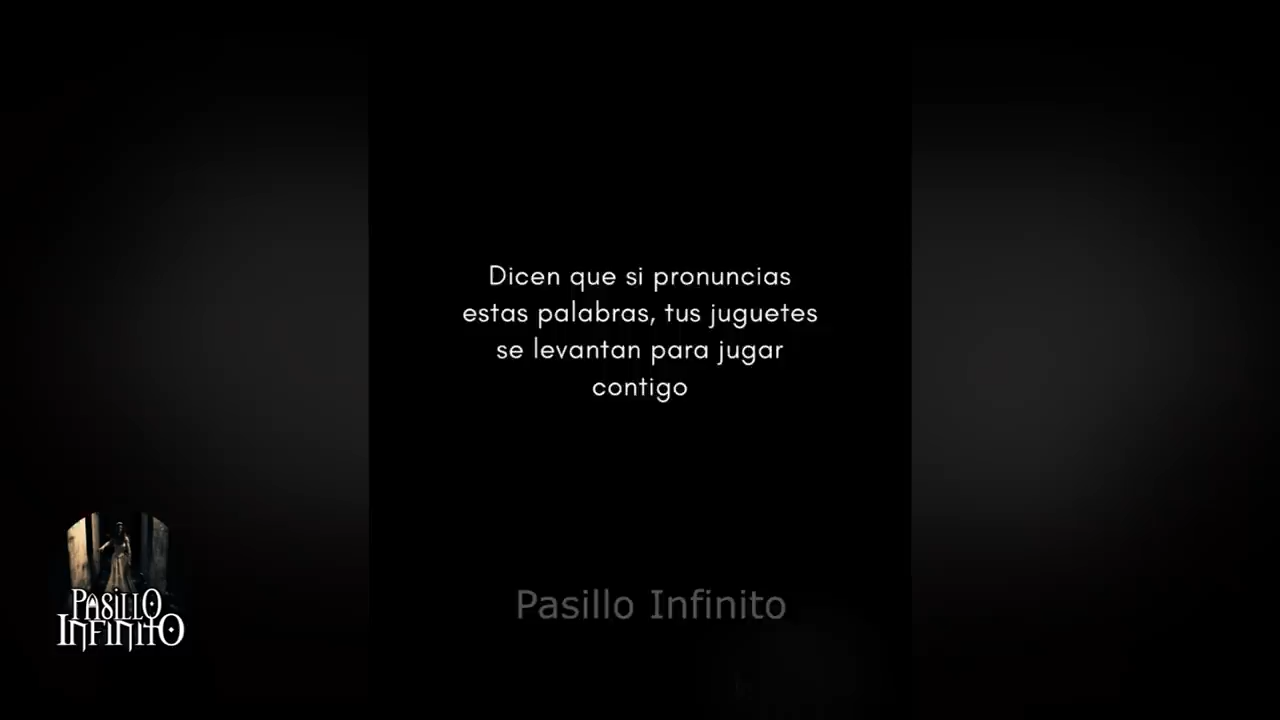 Dicen que si pronuncias
estas palabras, tus juguetes
se levantan para jugar
contigo
Pasillo Infinito
PASILLO
INFINITO